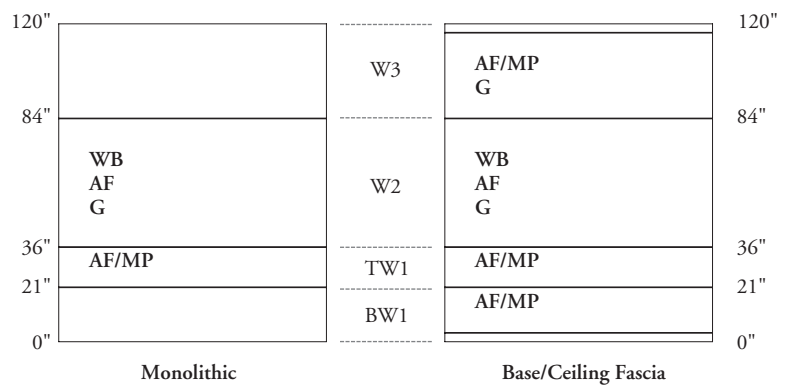 120"
120"
W3
AF/MP
G
84"
84"
WB
AF
G
W2
WB
AF
G
36"
36"
AF/MP
TW1
AF/MP
21"
21"
AF/MP
BW1
0"
0"
Monolithic
Base/Ceiling Fascia